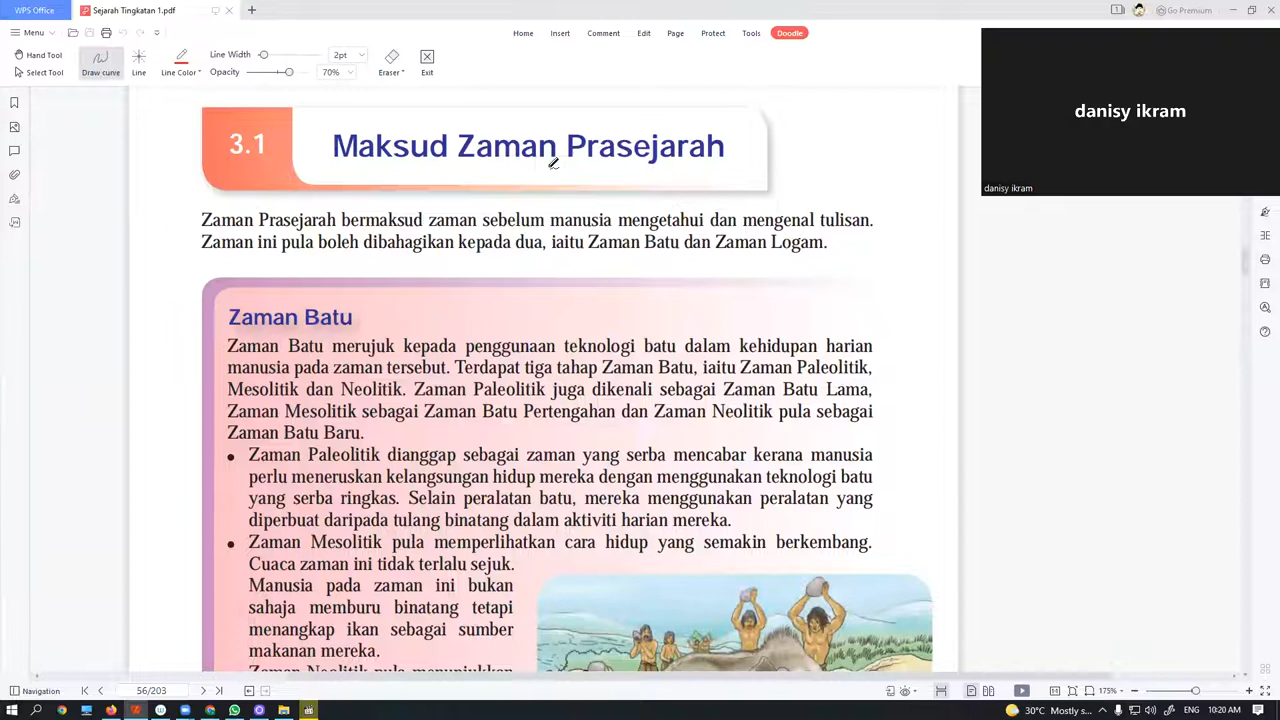 WPS Office
Sejarah Tingkatan 1.pdf
Go Premium
Menu
Home
Insert
Comment
Edit
Page
Protect
Tools
Doodle
Hand Tool
Select Tool
Draw curve
Line
Line Color
Line Width
2pt
Opacity
70%
Eraser
Exit
danisy ikram
danisy ikram
3.1
Maksud Zaman Prasejarah
Zaman Prasejarah bermaksud zaman sebelum manusia mengetahui dan mengenal tulisan.
Zaman ini pula boleh dibahagikan kepada dua, iaitu Zaman Batu dan Zaman Logam.
Zaman Batu
Zaman Batu merujuk kepada penggunaan teknologi batu dalam kehidupan harian
manusia pada zaman tersebut. Terdapat tiga tahap Zaman Batu, iaitu Zaman Paleolitik,
Mesolitik dan Neolitik. Zaman Paleolitik juga dikenali sebagai Zaman Batu Lama,
Zaman Mesolitik sebagai Zaman Batu Pertengahan dan Zaman Neolitik pula sebagai
Zaman Batu Baru.
• Zaman Paleolitik dianggap sebagai zaman yang serba mencabar kerana manusia
perlu meneruskan kelangsungan hidup mereka dengan menggunakan teknologi batu
yang serba ringkas. Selain peralatan batu, mereka menggunakan peralatan yang
diperbuat daripada tulang binatang dalam aktiviti harian mereka.
• Zaman Mesolitik pula memperlihatkan cara hidup yang semakin berkembang.
Cuaca zaman ini tidak terlalu sejuk.
Manusia pada zaman ini bukan
sahaja memburu binatang tetapi
menangkap ikan sebagai sumber
makanan mereka.
Zaman Neolitik pula menunjukkan
Navigation
56/203
175%
30°C Mostly s...
ENG
10:20 AM